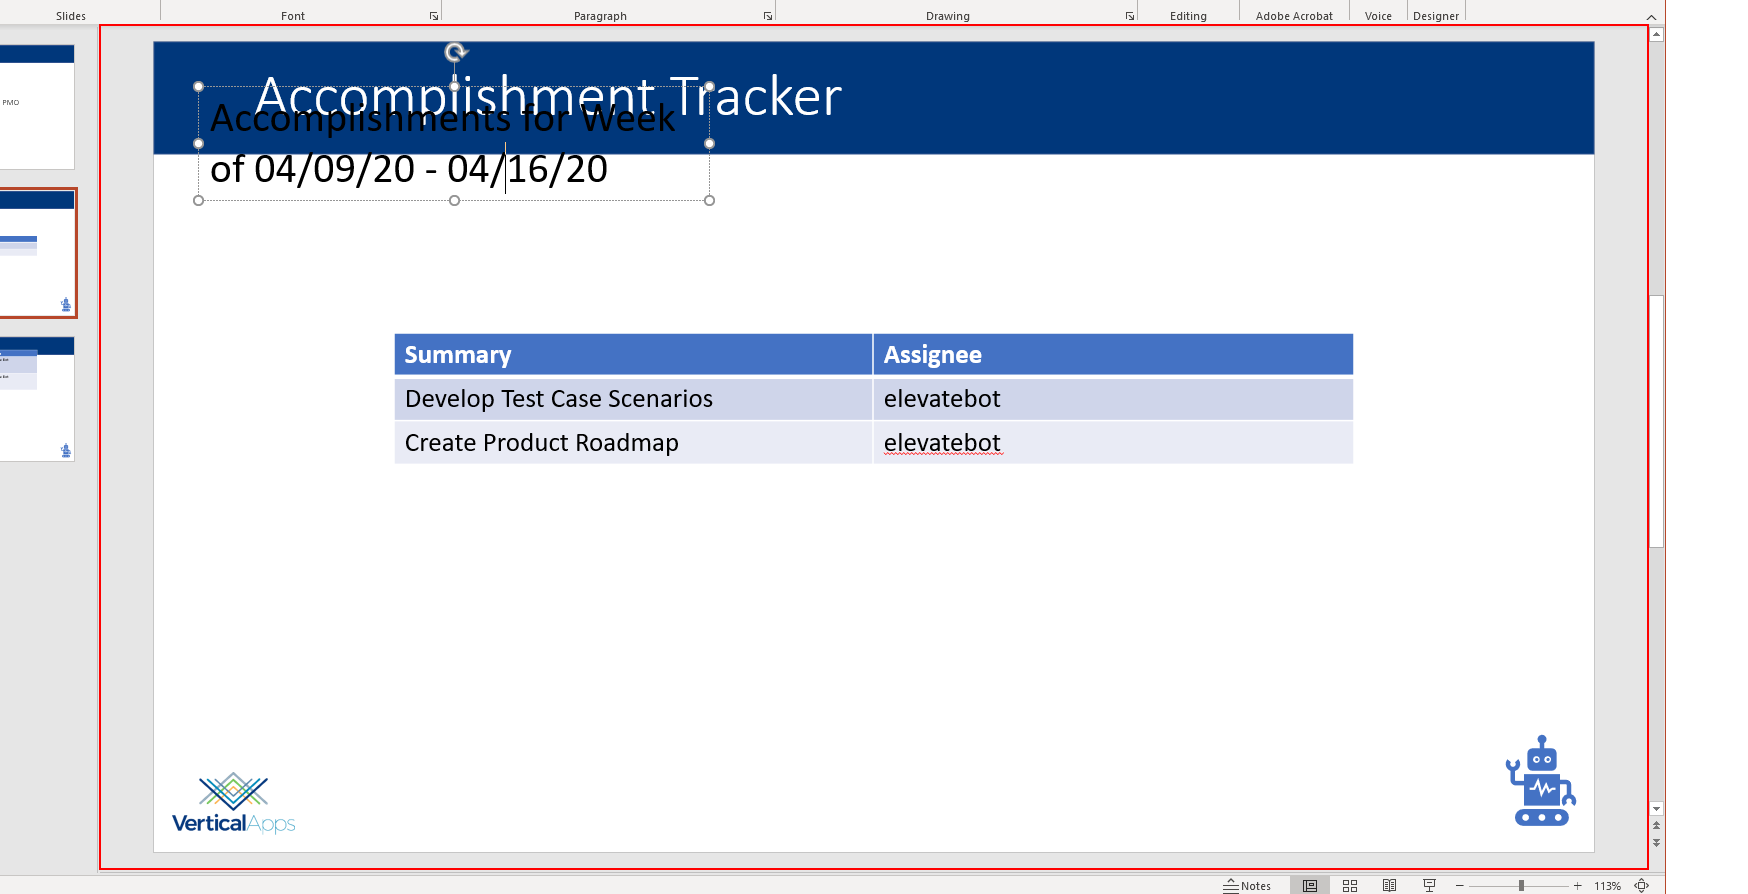 Slides Font Paragraph Drawing Editing Adobe Acrobat Voice Designer
PMO
Accomplishment Tracker
Accomplishments for Week
of 04/09/20 - 04/16/20
Summary Assignee
Develop Test Case Scenarios elevatebot
Create Product Roadmap elevatebot
VerticalApps
Notes 113%